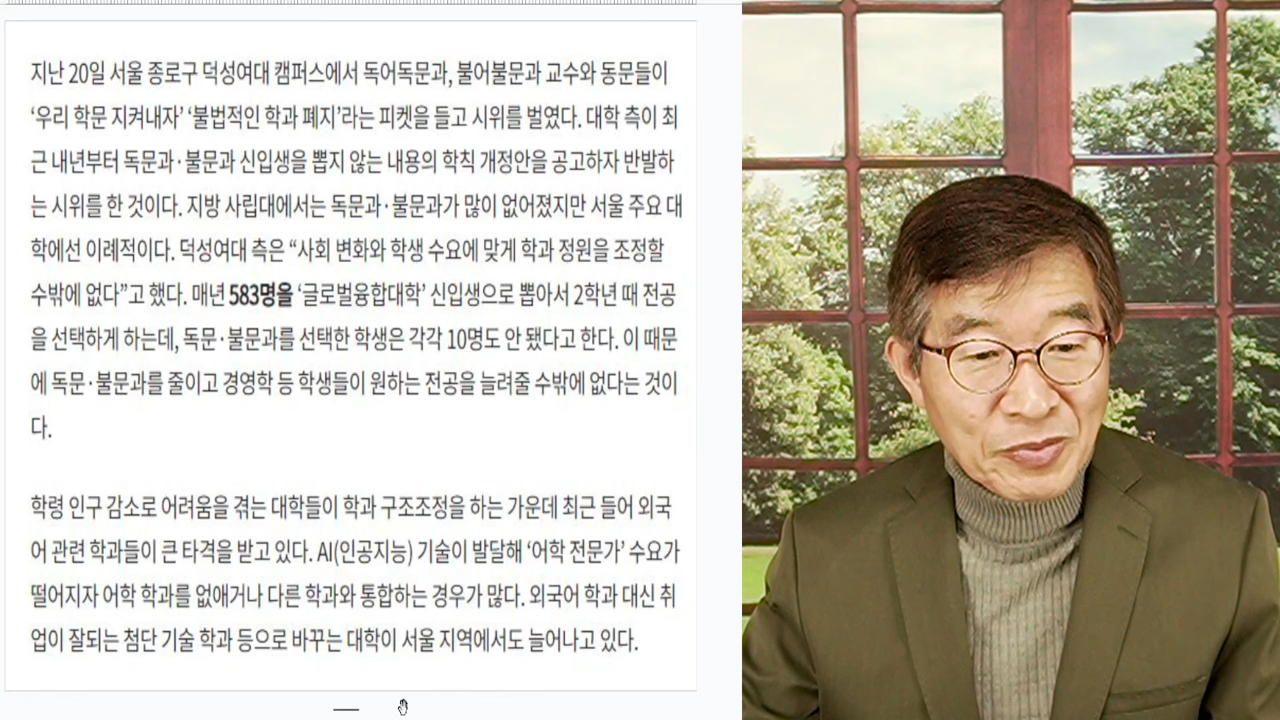 지난 20일 서울 종로구 덕성여대 캠퍼스에서 독어독문과, 불어불문과 교수와 동문들이
‘우리 학문 지켜내자’ ‘불법적인 학과 폐지’라는 피켓을 들고 시위를 벌였다. 대학 측이 최
근 내년부터 독문과·불문과 신입생을 뽑지 않는 내용의 학칙 개정안을 공고하자 반발하
는 시위를 한 것이다. 지방 사립대에서는 독문과·불문과가 많이 없어졌지만 서울 주요 대
학에선 이례적이다. 덕성여대 측은 “사회 변화와 학생 수요에 맞게 학과 정원을 조정할
수밖에 없다”고 했다. 매년 583명을 ‘글로벌융합대학’ 신입생으로 뽑아서 2학년 때 전공
을 선택하게 하는데, 독문·불문과를 선택한 학생은 각각 10명도 안 됐다고 한다. 이 때문
에 독문·불문과를 줄이고 경영학 등 학생들이 원하는 전공을 늘려줄 수밖에 없다는 것이
다.
학령 인구 감소로 어려움을 겪는 대학들이 학과 구조조정을 하는 가운데 최근 들어 외국
어 관련 학과들이 큰 타격을 받고 있다. AI(인공지능) 기술이 발달해 ‘어학 전문가’ 수요가
떨어지자 어학 학과를 없애거나 다른 학과와 통합하는 경우가 많다. 외국어 학과 대신 취
업이 잘되는 첨단 기술 학과 등으로 바꾸는 대학이 서울 지역에서도 늘어나고 있다.